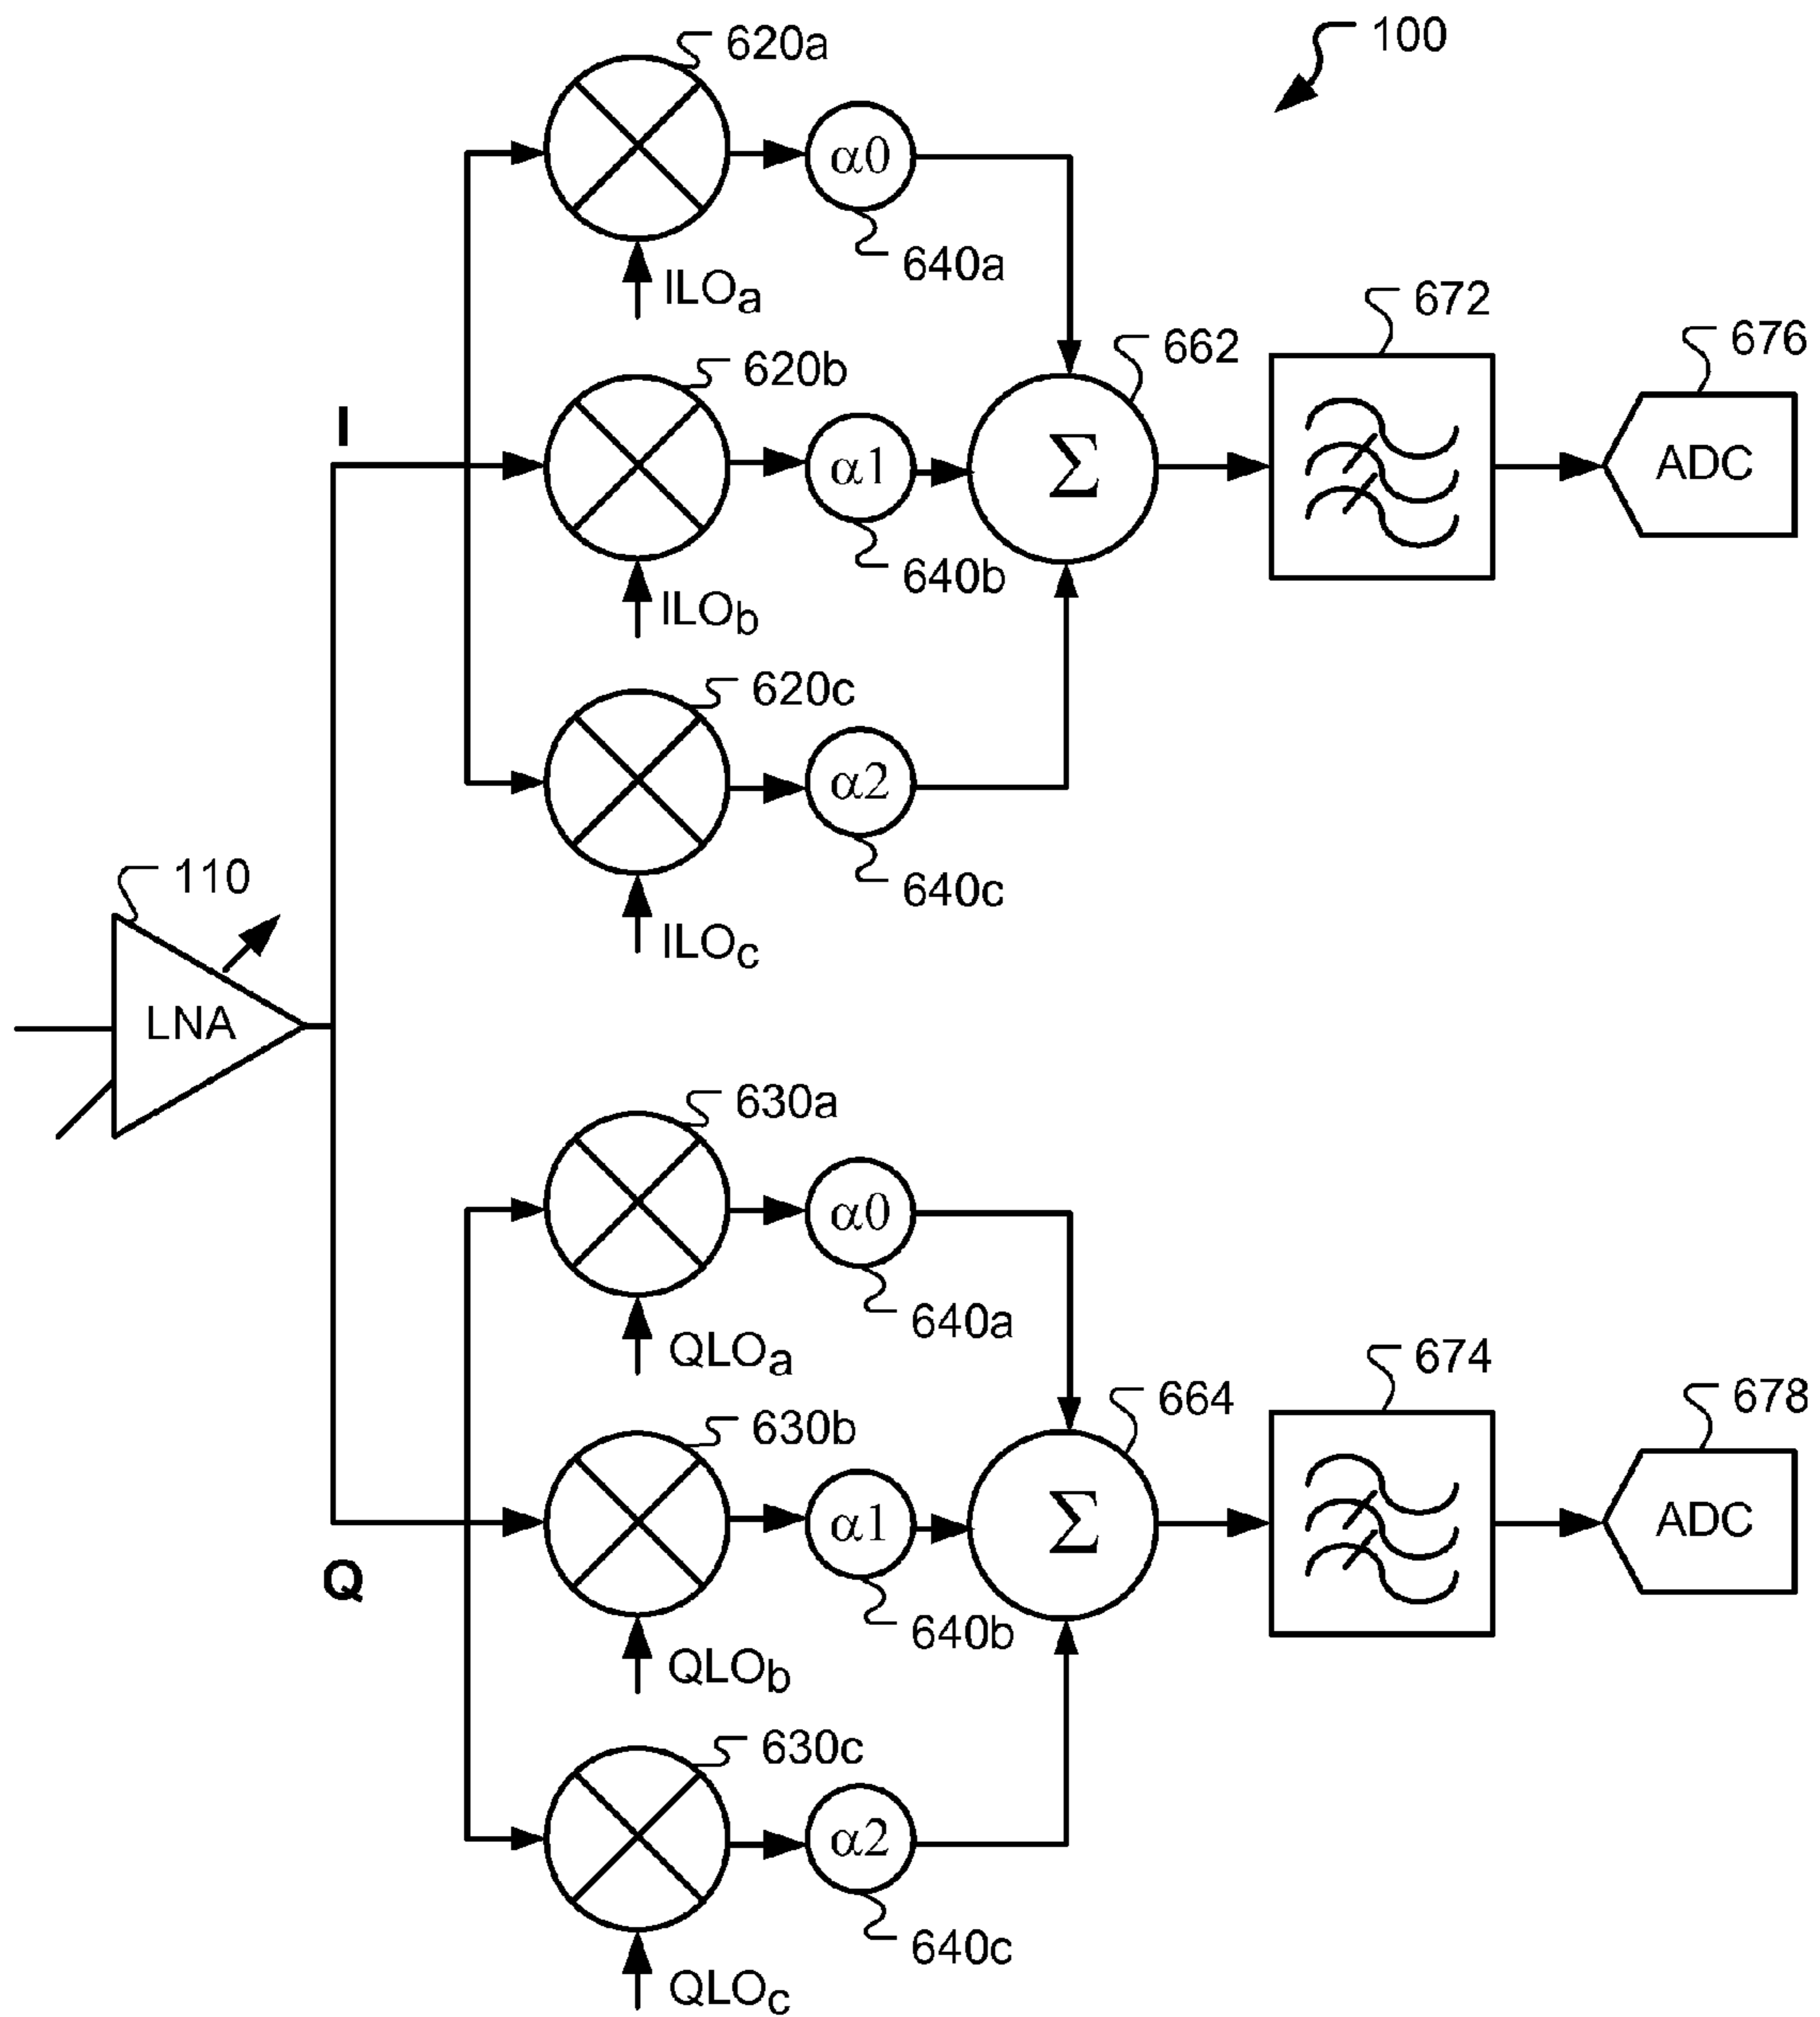 100
620a
α0
640a
ILOa
672
676
662
620b
I
α1
Σ
ADC
640b
ILOb
620c
α2
640c
ILOc
110
LNA
630a
α0
640a
QLOa
674
678
664
630b
α1
Σ
ADC
Q
640b
QLOb
630c
α2
640c
QLOc